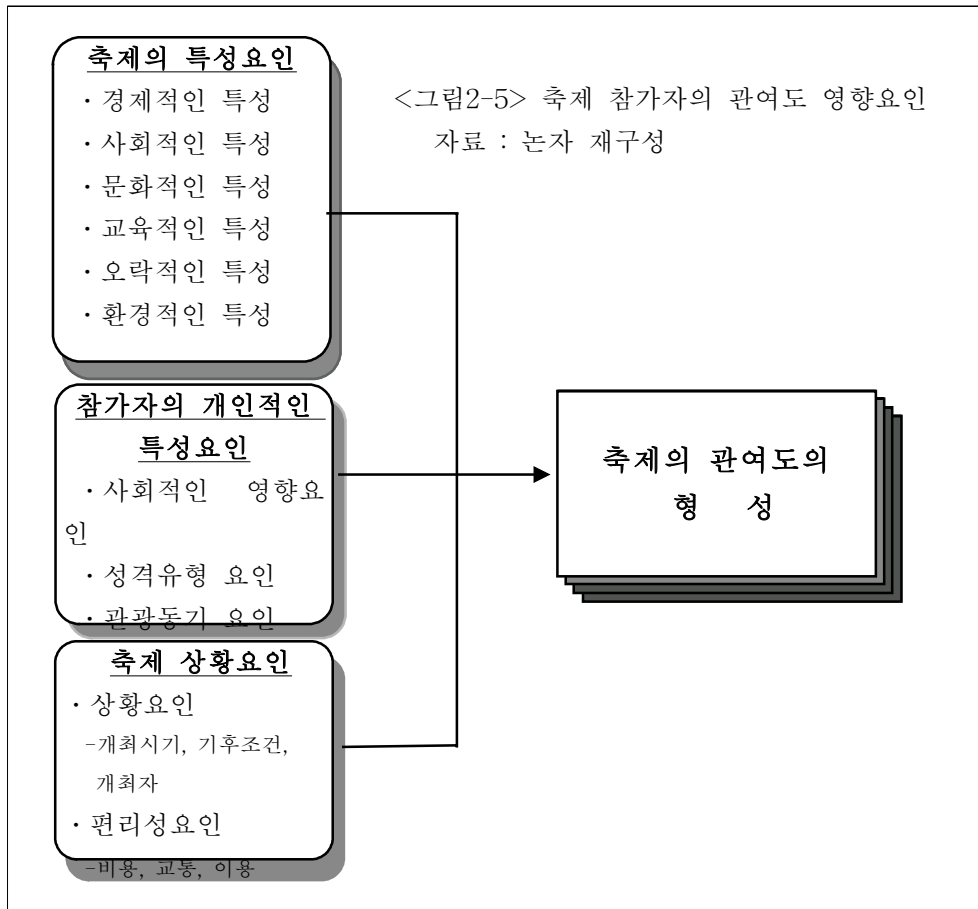 축제의 특성요인
· 경제적인 특성
· 사회적인 특성
· 문화적인 특성
· 교육적인 특성
· 오락적인 특성
· 환경적인 특성
<그림2-5> 축제 참가자의 관여도 영향요인
자료 : 논자 재구성
참가자의 개인적인
특성요인
· 사회적인 영향요
인
· 성격유형 요인
· 관광동기 요인
축제 상황요인
· 상황요인
-개최시기, 기후조건,
개최자
· 편리성요인
-비용, 교통, 이용
축제의 관여도의
형 성